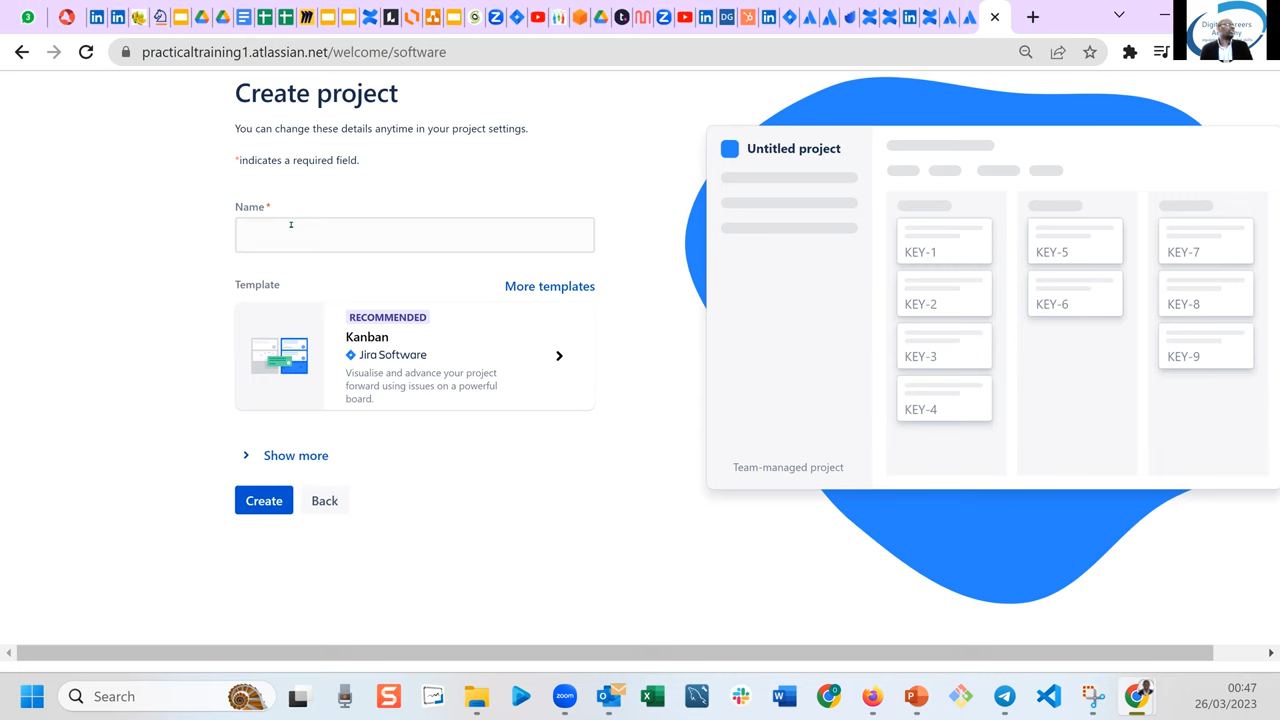 practicaltraining1.atlassian.net/welcome/software
Create project
You can change these details anytime in your project settings.
*indicates a required field.
Name*
Template
More templates
RECOMMENDED
Kanban
Jira Software
Visualise and advance your project
forward using issues on a powerful
board.
Show more
Create
Back
Untitled project
KEY-1
KEY-5
KEY-7
KEY-2
KEY-6
KEY-8
KEY-3
KEY-9
KEY-4
Team-managed project
Search
zoom
00:47
26/03/2023